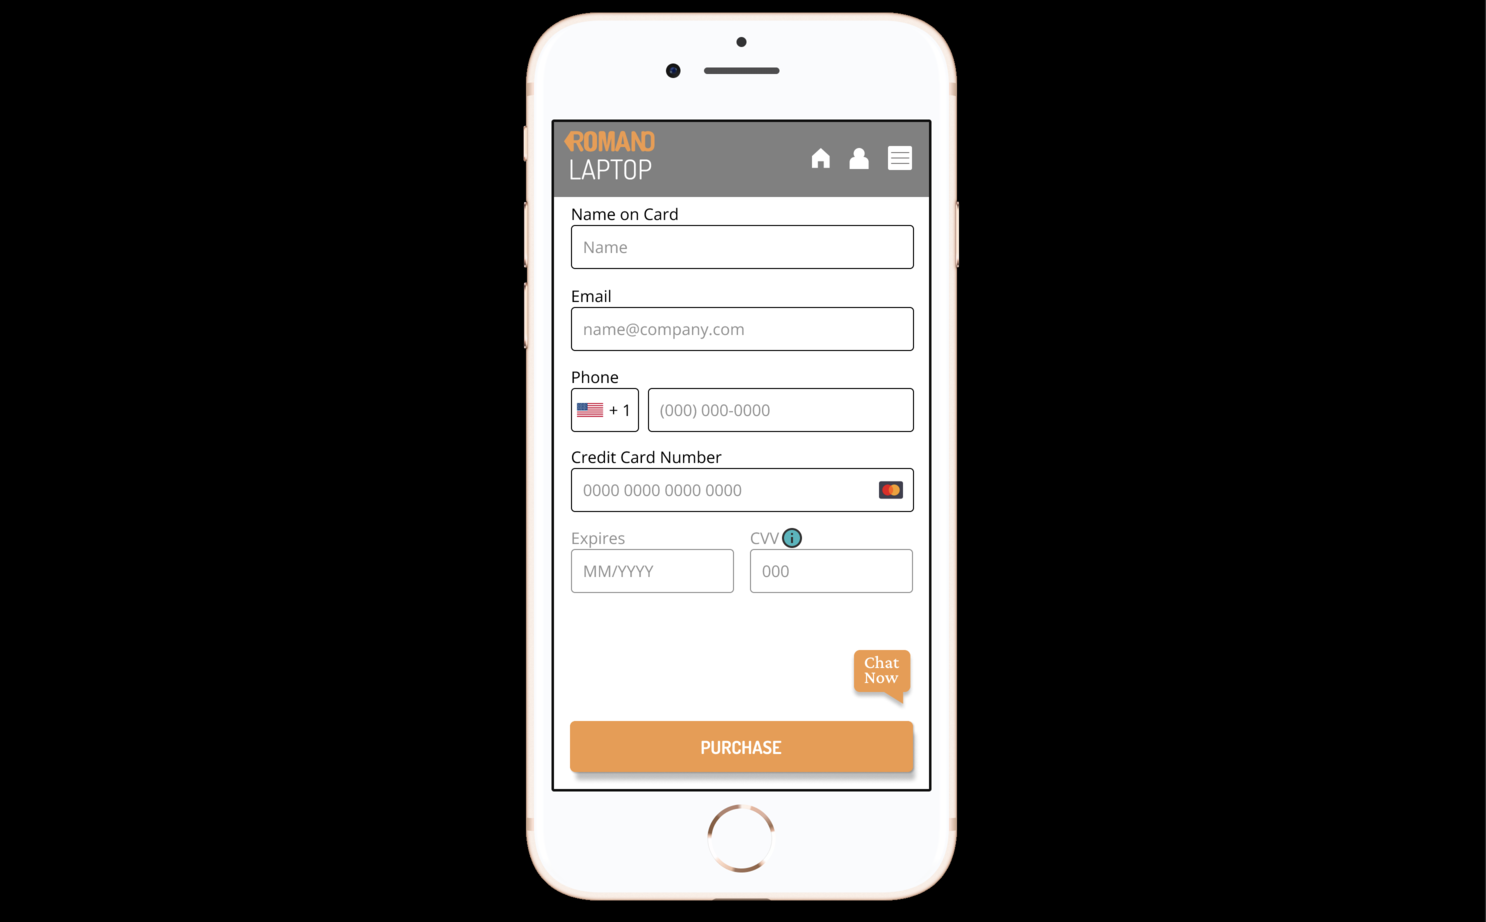 ROMAND
LAPTOP
Name on Card
Name
Email
name@company.com
Phone
+ 1 (000) 000-0000
Credit Card Number
0000 0000 0000 0000
Expires CVV i
MM/YYYY 000
Chat
Now
PURCHASE